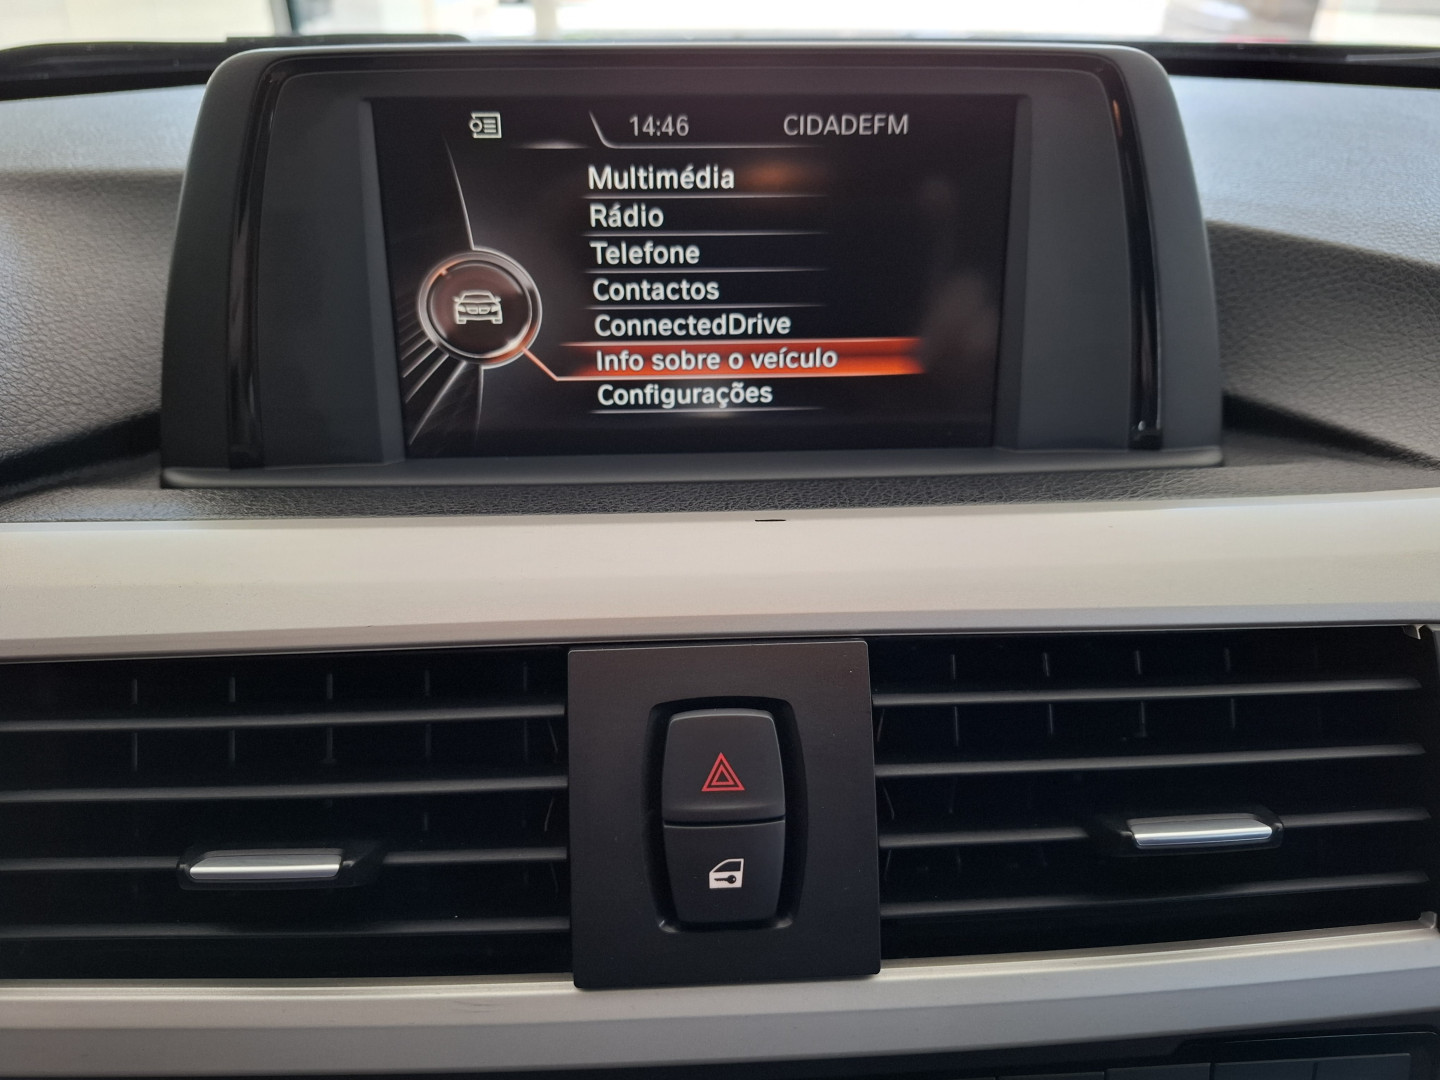 14:46 CIDADEFM
Multimédia
Rádio
Telefone
Contactos
ConnectedDrive
Info sobre o veículo
Configurações